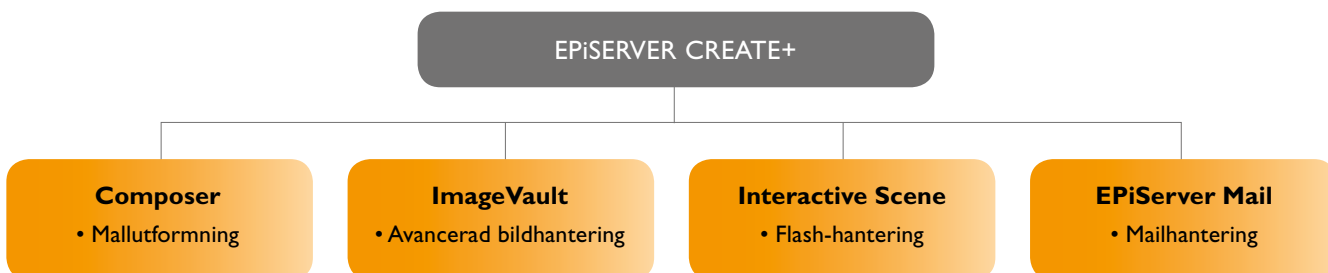 EPiSERVER CREATE+
Composer
• Mallutformning
ImageVault
• Avancerad bildhantering
Interactive Scene
• Flash-hantering
EPiServer Mail
• Mailhantering